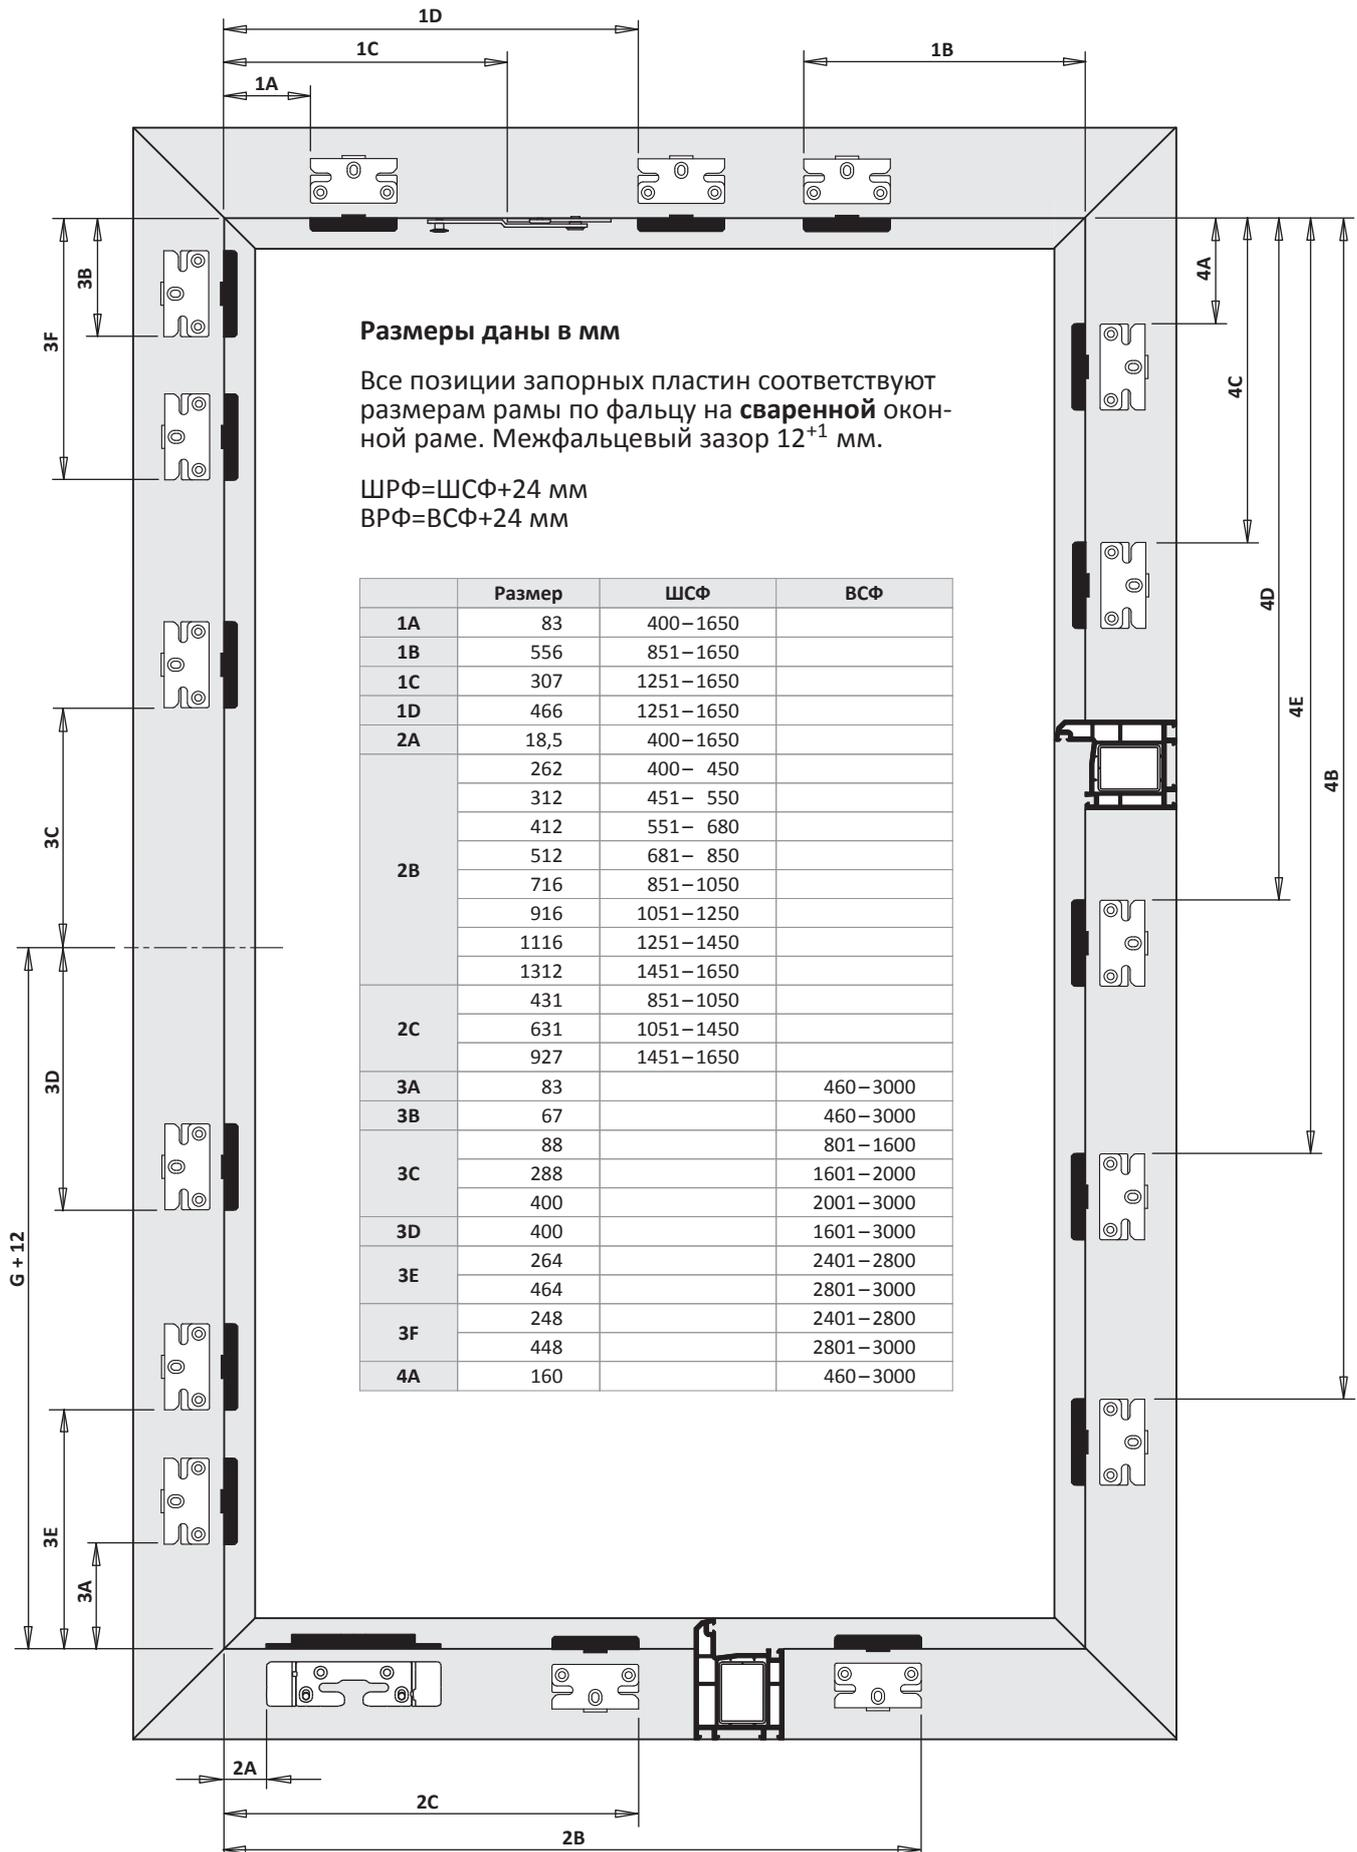 1D
1C
1B
1A
3B
3F
4A
4C
4D
4E
4B
Размеры даны в мм
Все позиции запорных пластин соответствуют
размерам рамы по фальцу на сваренной окон-
ной раме. Межфальцевый зазор 12+1 мм.
ШРФ=ШСФ+24 мм
ВРФ=ВСФ+24 мм
Размер ШСФ ВСФ
1A 83 400–1650
1B 556 851–1650
1C 307 1251–1650
1D 466 1251–1650
2A 18,5 400–1650
2B 262 400– 450
312 451– 550
412 551– 680
512 681– 850
716 851–1050
916 1051–1250
1116 1251–1450
1312 1451–1650
2C 431 851–1050
631 1051–1450
927 1451–1650
3A 83 460–3000
3B 67 460–3000
3C 88 801–1600
288 1601–2000
400 2001–3000
3D 400 1601–3000
3E 264 2401–2800
464 2801–3000
3F 248 2401–2800
448 2801–3000
4A 160 460–3000
3C
3D
G + 12
3E
3A
2A
2C
2B